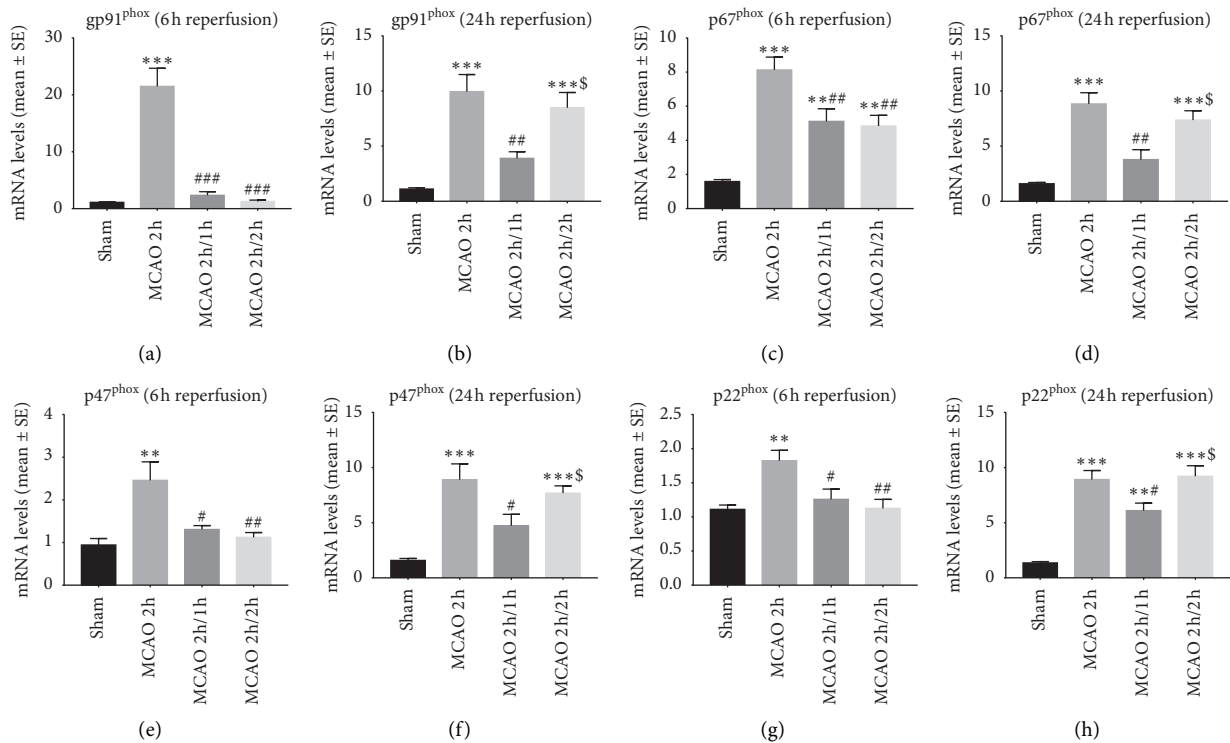 gp91phox (6h reperfusion)
mRNA levels (mean ± SE)
30
20
10
0
***
###
###
Sham
MCAO 2h
MCAO 2h/1h
MCAO 2h/2h
(a)
gp91phox (24h reperfusion)
mRNA levels (mean ± SE)
15
10
5
0
***
##
***$
Sham
MCAO 2h
MCAO 2h/1h
MCAO 2h/2h
(b)
p67phox (6h reperfusion)
mRNA levels (mean ± SE)
10
8
6
4
2
0
***
**##
**##
Sham
MCAO 2h
MCAO 2h/1h
MCAO 2h/2h
(c)
p67phox (24h reperfusion)
mRNA levels (mean ± SE)
15
10
5
0
***
##
***$
Sham
MCAO 2h
MCAO 2h/1h
MCAO 2h/2h
(d)
p47phox (6h reperfusion)
mRNA levels (mean ± SE)
4
3
2
1
0
**
#
##
Sham
MCAO 2h
MCAO 2h/1h
MCAO 2h/2h
(e)
p47phox (24h reperfusion)
mRNA levels (mean ± SE)
15
10
5
0
***
#
***$
Sham
MCAO 2h
MCAO 2h/1h
MCAO 2h/2h
(f)
p22phox (6h reperfusion)
mRNA levels (mean ± SE)
2.5
2.0
1.5
1.0
0.5
0.0
**
#
##
Sham
MCAO 2h
MCAO 2h/1h
MCAO 2h/2h
(g)
p22phox (24h reperfusion)
mRNA levels (mean ± SE)
15
10
5
0
***
**#
***$
Sham
MCAO 2h
MCAO 2h/1h
MCAO 2h/2h
(h)